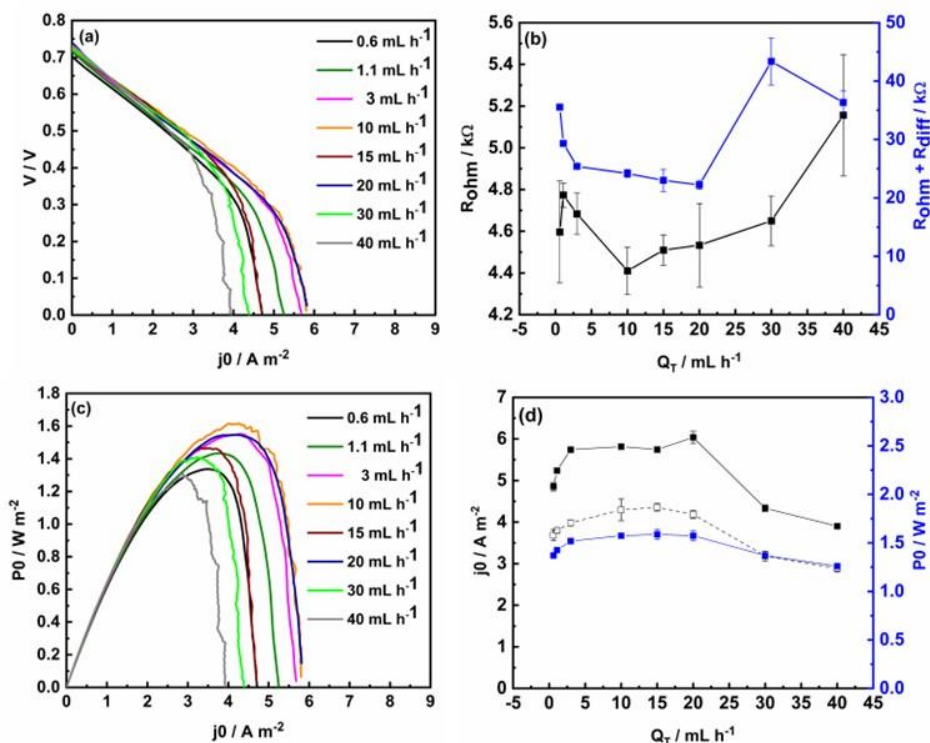 (a)
0.6 mL h-1
1.1 mL h-1
3 mL h-1
10 mL h-1
15 mL h-1
20 mL h-1
30 mL h-1
40 mL h-1
0.8
0.7
0.6
0.5
0.4
0.3
0.2
0.1
0.0
V / V
0 1 2 3 4 5 6 7 8 9
j0 / A m-2
(b)
5.6
5.4
5.2
5.0
4.8
4.6
4.4
4.2
Rohm / kΩ
50
40
30
20
10
0
Rohm + Rdiff / kΩ
-5 0 5 10 15 20 25 30 35 40 45
QT / mL h-1
(c)
0.6 mL h-1
1.1 mL h-1
3 mL h-1
10 mL h-1
15 mL h-1
20 mL h-1
30 mL h-1
40 mL h-1
1.8
1.6
1.4
1.2
1.0
0.8
0.6
0.4
0.2
0.0
P0 / W m-2
0 1 2 3 4 5 6 7 8 9
j0 / A m-2
(d)
7
6
5
4
3
2
1
0
j0 / A m-2
3.0
2.5
2.0
1.5
1.0
0.5
0.0
P0 / W m-2
-5 0 5 10 15 20 25 30 35 40 45
QT / mL h-1